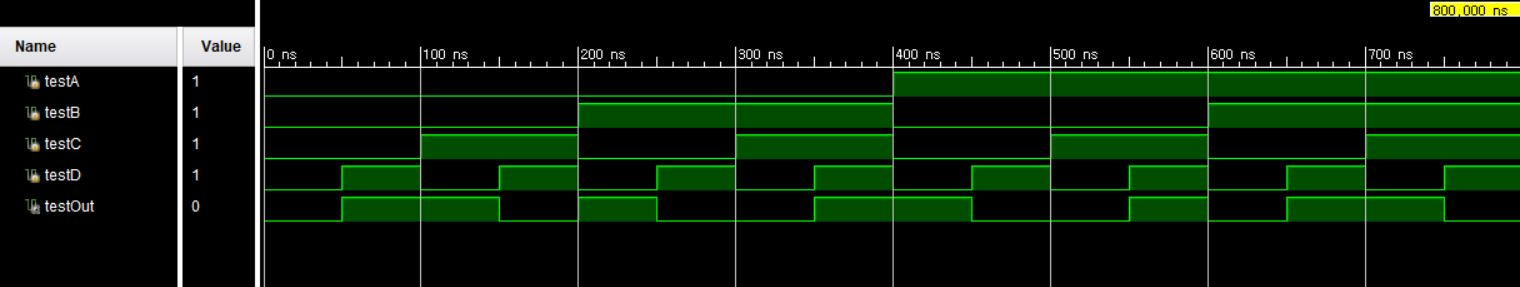 800,000 ns
Name Value
0 ns 100 ns 200 ns 300 ns 400 ns 500 ns 600 ns 700 ns
testA 1
testB 1
testC 1
testD 1
testOut 0